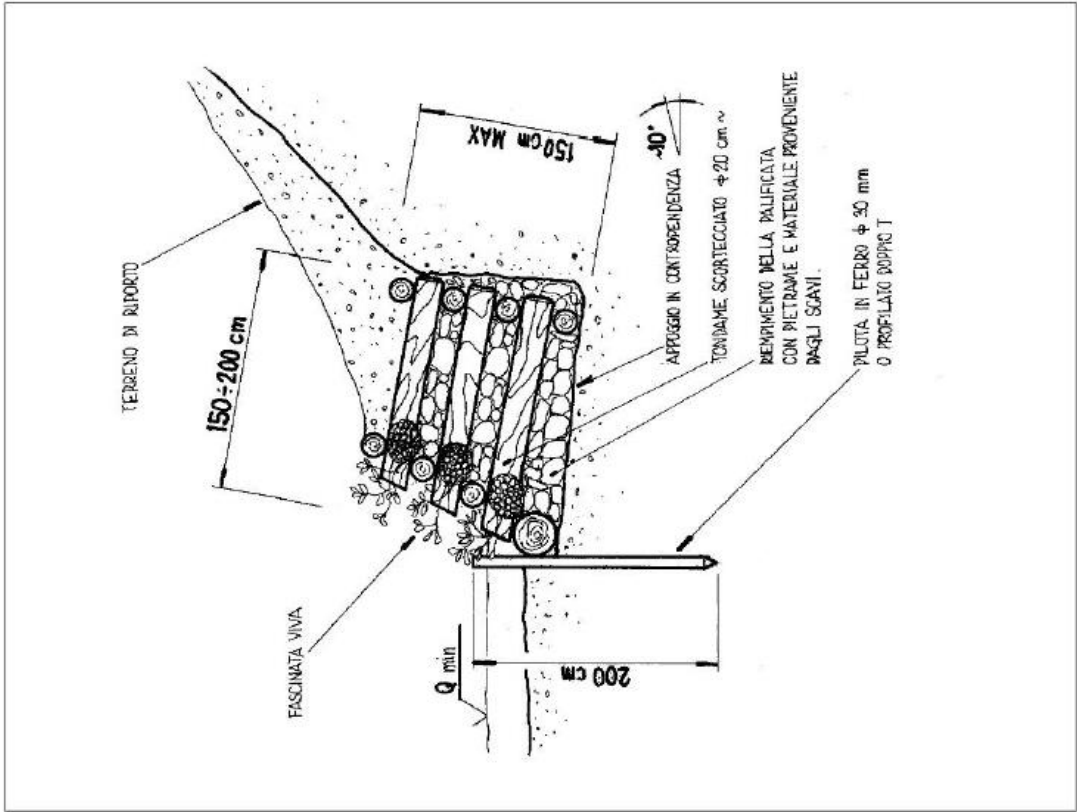 TERRENO DI RIPORTO
150÷200 cm
150 cm MAX
10°
FASCINATA VIVA
Q min
200 cm
APPOGGIO IN CONTROPENDENZA
TONDAME SCORTECCIATO ϕ 20 cm ~
RIEMPIMENTO DELLA PALIFICATA
CON PIETRAME E MATERIALE PROVENIENTE
DAGLI SCAVI.
PILOTA IN FERRO ϕ 30 mm
O PROFILATO DOPPIO T